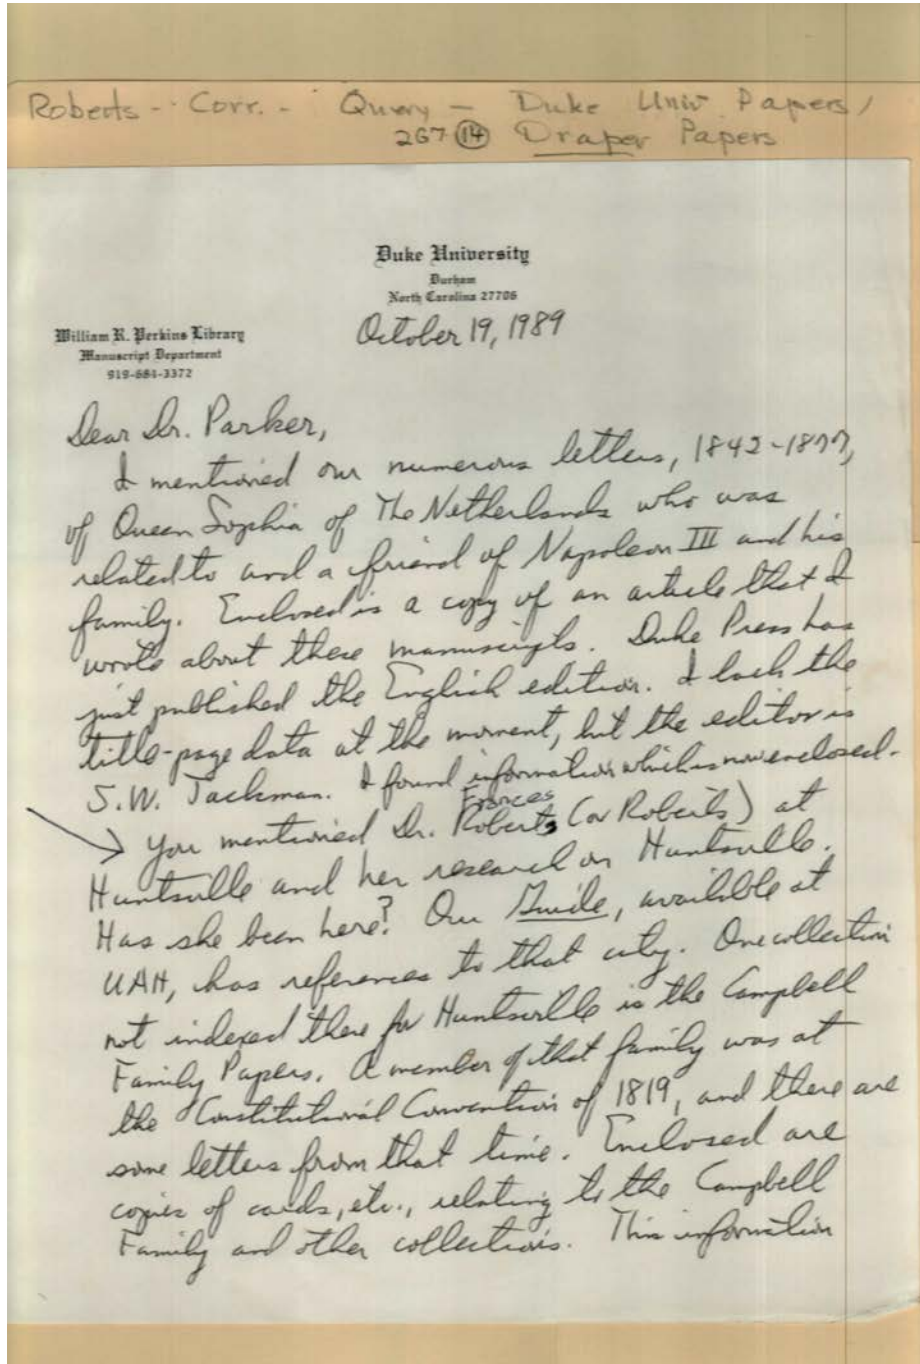 Roberts -- Corr. - Query - Duke Univ Papers /
267 (14) Draper Papers
Duke University
Durham
North Carolina 27706
October 19, 1989
William R. Perkins Library
Manuscript Department
919-684-3372
Dear Dr. Parker,
I mentioned our numerous letters, 1842-1877,
of Queen Sophia of The Netherlands who was
related to and a friend of Napoleon III and his
family. Enclosed is a copy of an article that I
wrote about these manuscripts. Duke Press has
just published the English edition. I lack the
title-page data at the moment, but the editor is
S.W. Jackman. I found information which is now enclosed.
Frances
You mentioned Dr. Roberts (or Roberts) at
Huntsville and her research on Huntsville.
Has she been here? Our Guide, available at
UAH, has references to that city. One collection
not indexed there for Huntsville is the Campbell
Family Papers. A member of that family was at
the Constitutional Convention of 1819, and there are
some letters from that time. Enclosed are
copies of cards, etc., relating to the Campbell
Family and other collections. This information